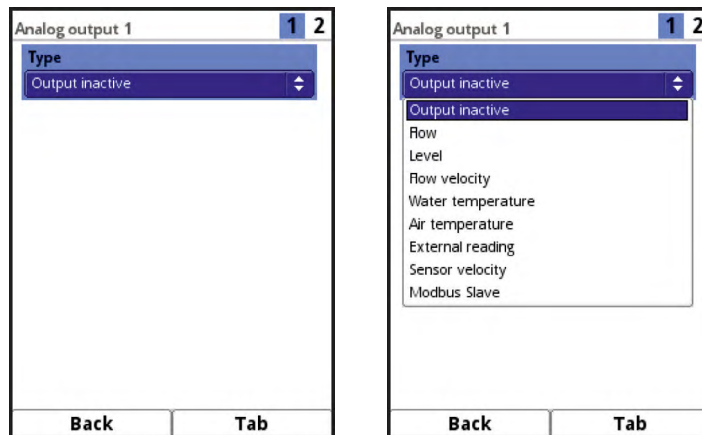 Analog output 1 1 2
Type
Output inactive
Back Tab
Analog output 1 1 2
Type
Output inactive
Output inactive
Flow
Level
Flow velocity
Water temperature
Air temperature
External reading
Sensor velocity
Modbus Slave
Back Tab